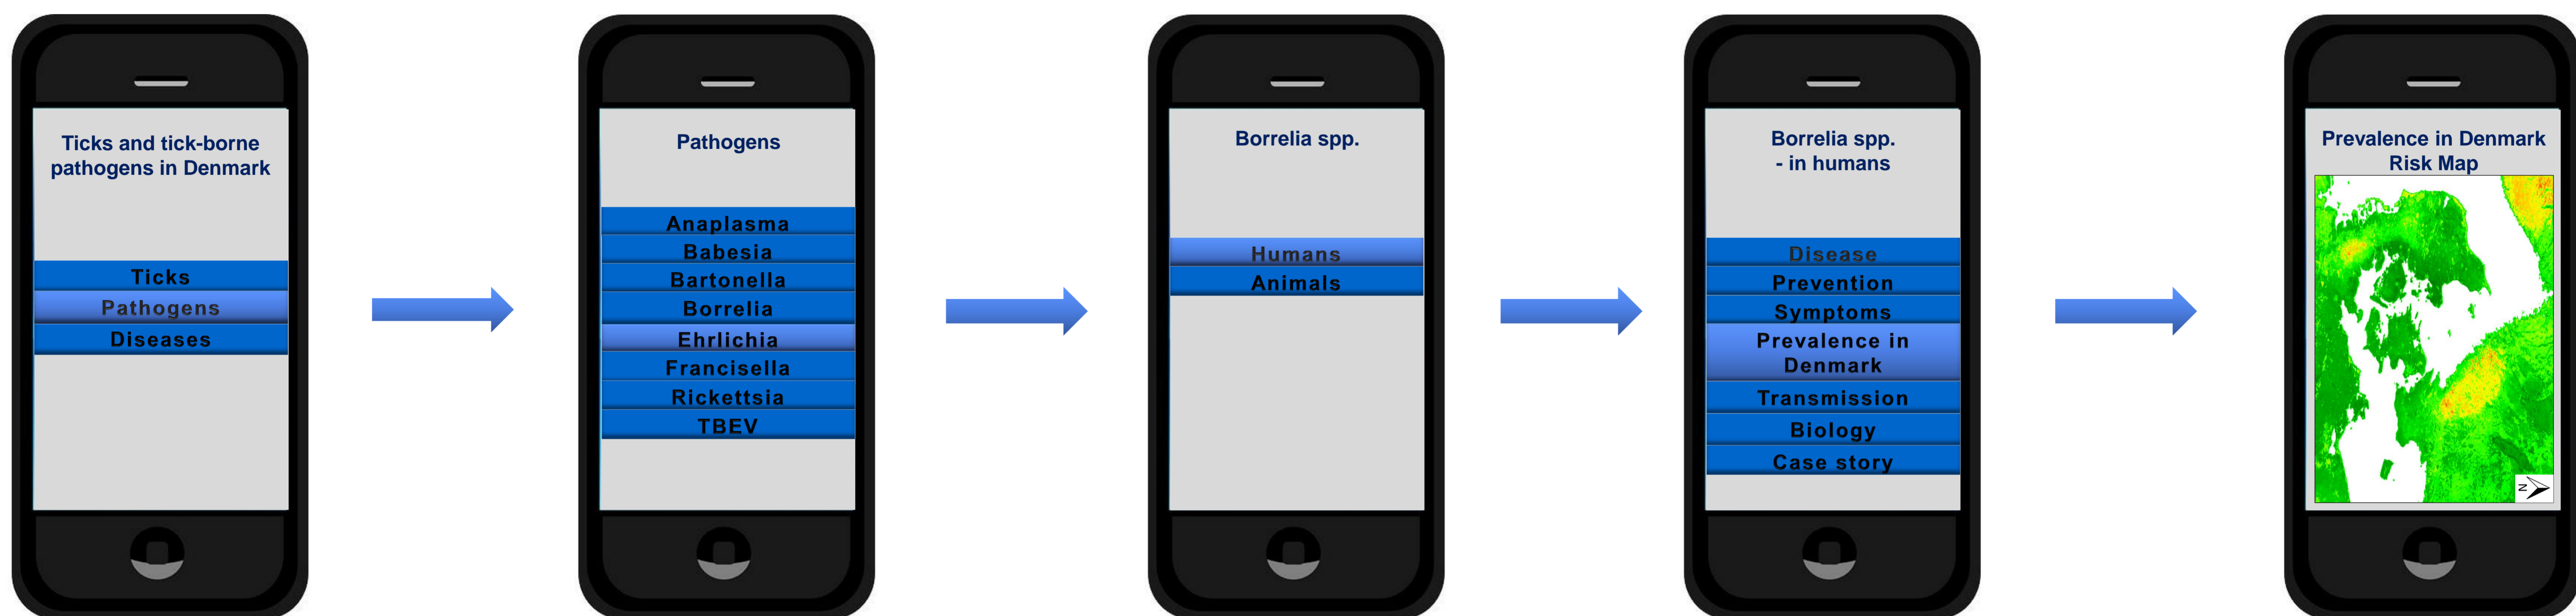 Ticks and tick-borne
pathogens in Denmark
Ticks
Pathogens
Diseases
Pathogens
Anaplasma
Babesia
Bartonella
Borrelia
Ehrlichia
Francisella
Rickettsia
TBEV
Borrelia spp.
Humans
Animals
Borrelia spp.
- in humans
Disease
Prevention
Symptoms
Prevalence in
Denmark
Transmission
Biology
Case story
Prevalence in Denmark
Risk Map
N